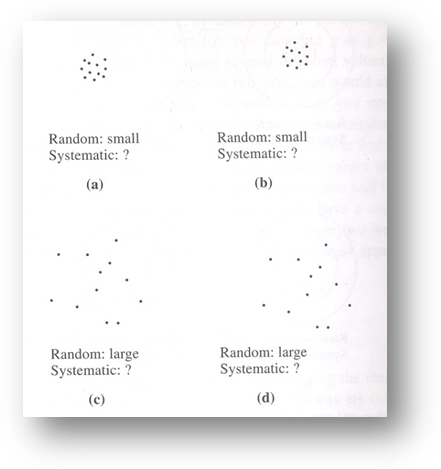 Random: small
Systematic: ?
(a)
Random: small
Systematic: ?
(b)
Random: large
Systematic: ?
(c)
Random: large
Systematic: ?
(d)